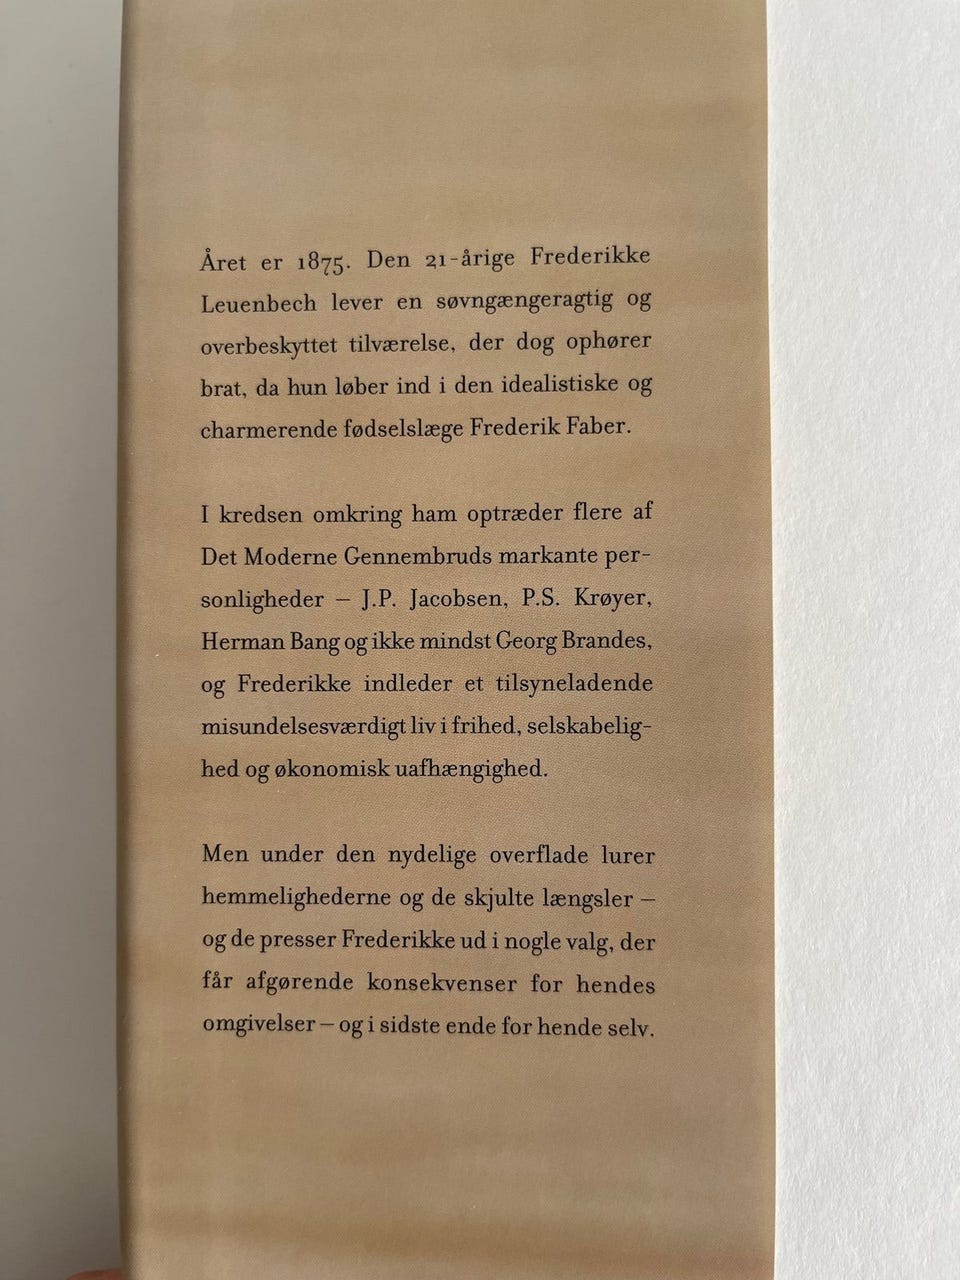 Året er 1875. Den 21-årige Frederikke
Leuenbech lever en søvngængeragtig og
overbeskyttet tilværelse, der dog ophører
brat, da hun løber ind i den idealistiske og
charmerende fødselslæge Frederik Faber.
I kredsen omkring ham optræder flere af
Det Moderne Gennembruds markante per-
sonligheder – J.P. Jacobsen, P.S. Krøyer,
Herman Bang og ikke mindst Georg Brandes,
og Frederikke indleder et tilsyneladende
misundelsesværdigt liv i frihed, selskabelig-
hed og økonomisk uafhængighed.
Men under den nydelige overflade lurer
hemmelighederne og de skjulte længsler –
og de presser Frederikke ud i nogle valg, der
får afgørende konsekvenser for hendes
omgivelser – og i sidste ende for hende selv.